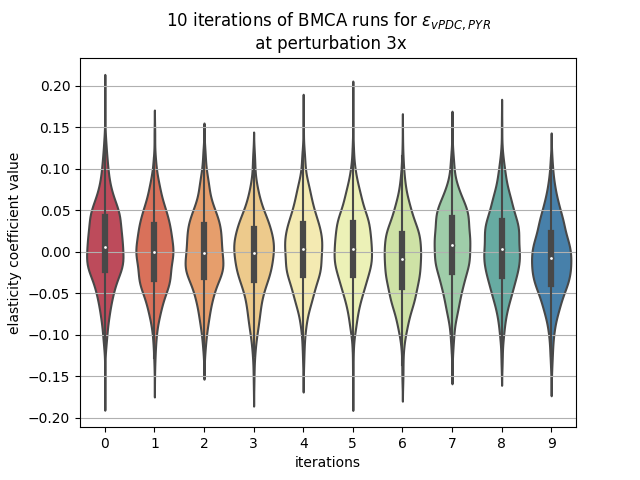 10 iterations of BMCA runs for ε_{vPDC, PYR}
at perturbation 3x
elasticity coefficient value
0.20
0.15
0.10
0.05
0.00
−0.05
−0.10
−0.15
−0.20
0 1 2 3 4 5 6 7 8 9
iterations